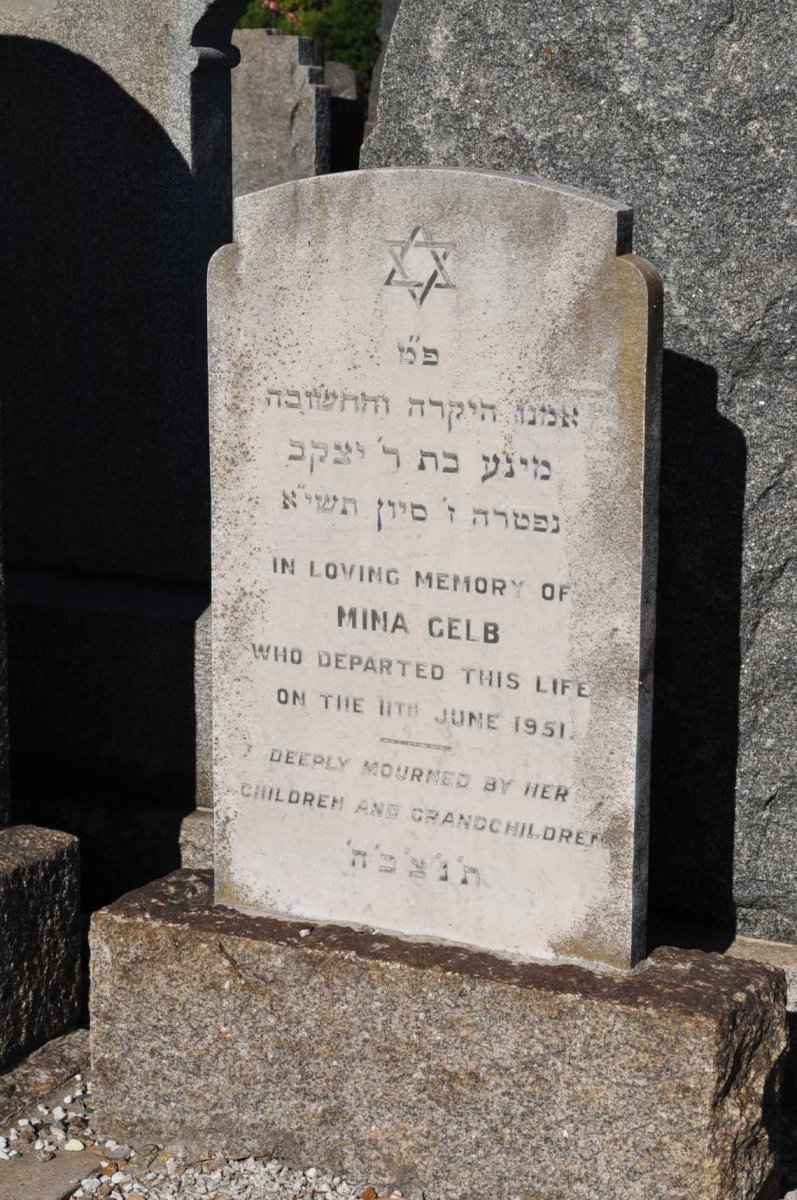 פ״ט
אמנו היקרה והחשובה
מינע בת ר׳ יצקב
נפטרה ז׳ סיון תשי״א
IN LOVING MEMORY OF
MINA GELB
WHO DEPARTED THIS LIFE
ON THE 11TH JUNE 1951.
DEEPLY MOURNED BY HER
CHILDREN AND GRANDCHILDREN
ת׳נ׳צ׳ב׳ה׳